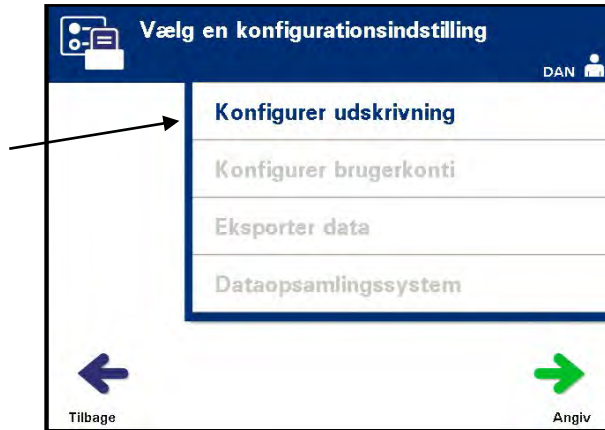 Vælg en konfigurationsindstilling
DAN
Konfigurer udskrivning
Konfigurer brugerkonti
Eksporter data
Dataopsamlingssystem
Tilbage
Angiv